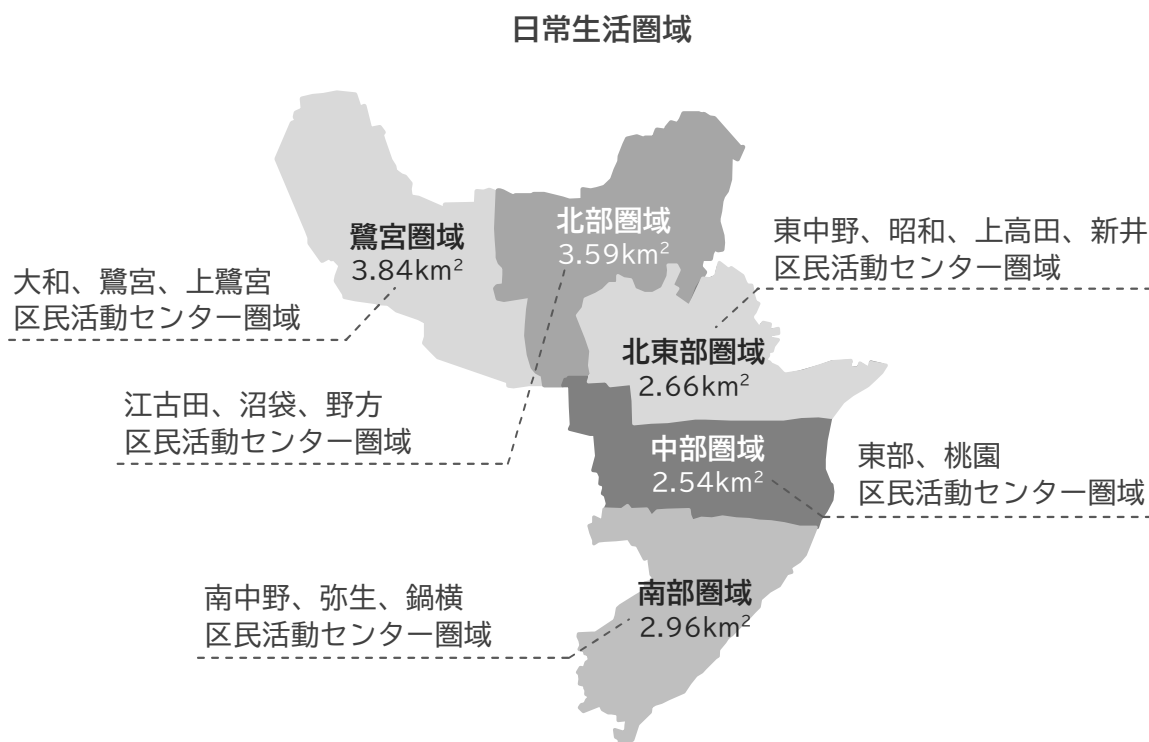 日常生活圏域
鷺宮圏域
3.84km²
北部圏域
3.59km²
東中野、昭和、上高田、新井
区民活動センター圏域
大和、鷺宮、上鷺宮
区民活動センター圏域
北東部圏域
2.66km²
江古田、沼袋、野方
区民活動センター圏域
中部圏域
2.54km²
東部、桃園
区民活動センター圏域
南中野、弥生、鍋横
区民活動センター圏域
南部圏域
2.96km²